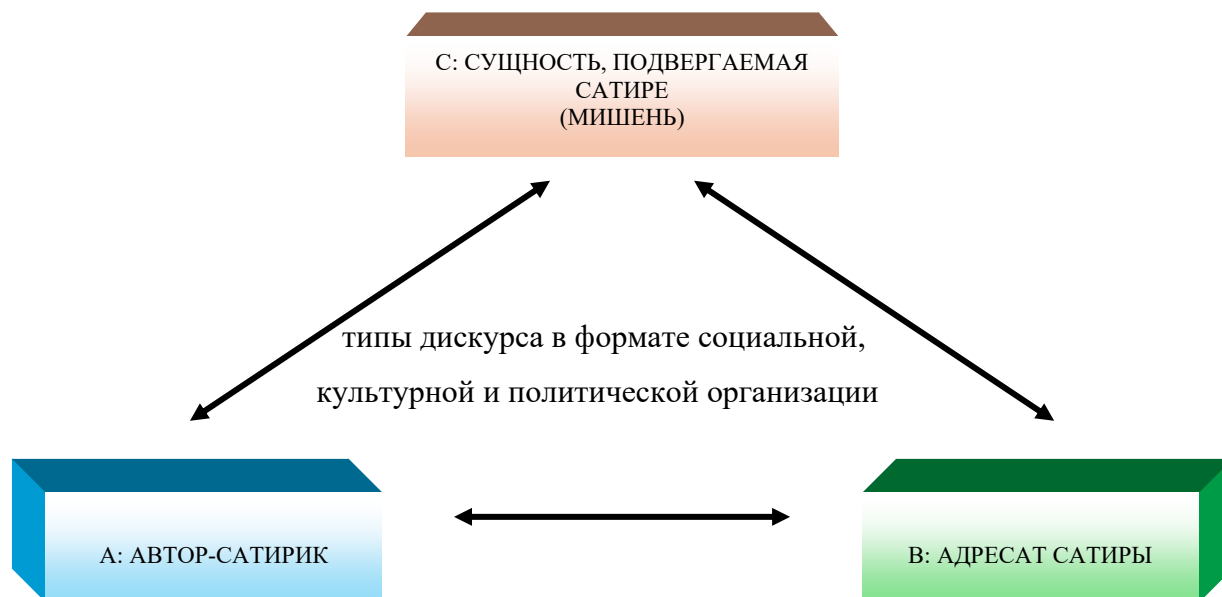 С: СУЩНОСТЬ, ПОДВЕРГАЕМАЯ
САТИРЕ
(МИШЕНЬ)
типы дискурса в формате социальной,
культурной и политической организации
А: АВТОР-САТИРИК
В: АДРЕСАТ САТИРЫ